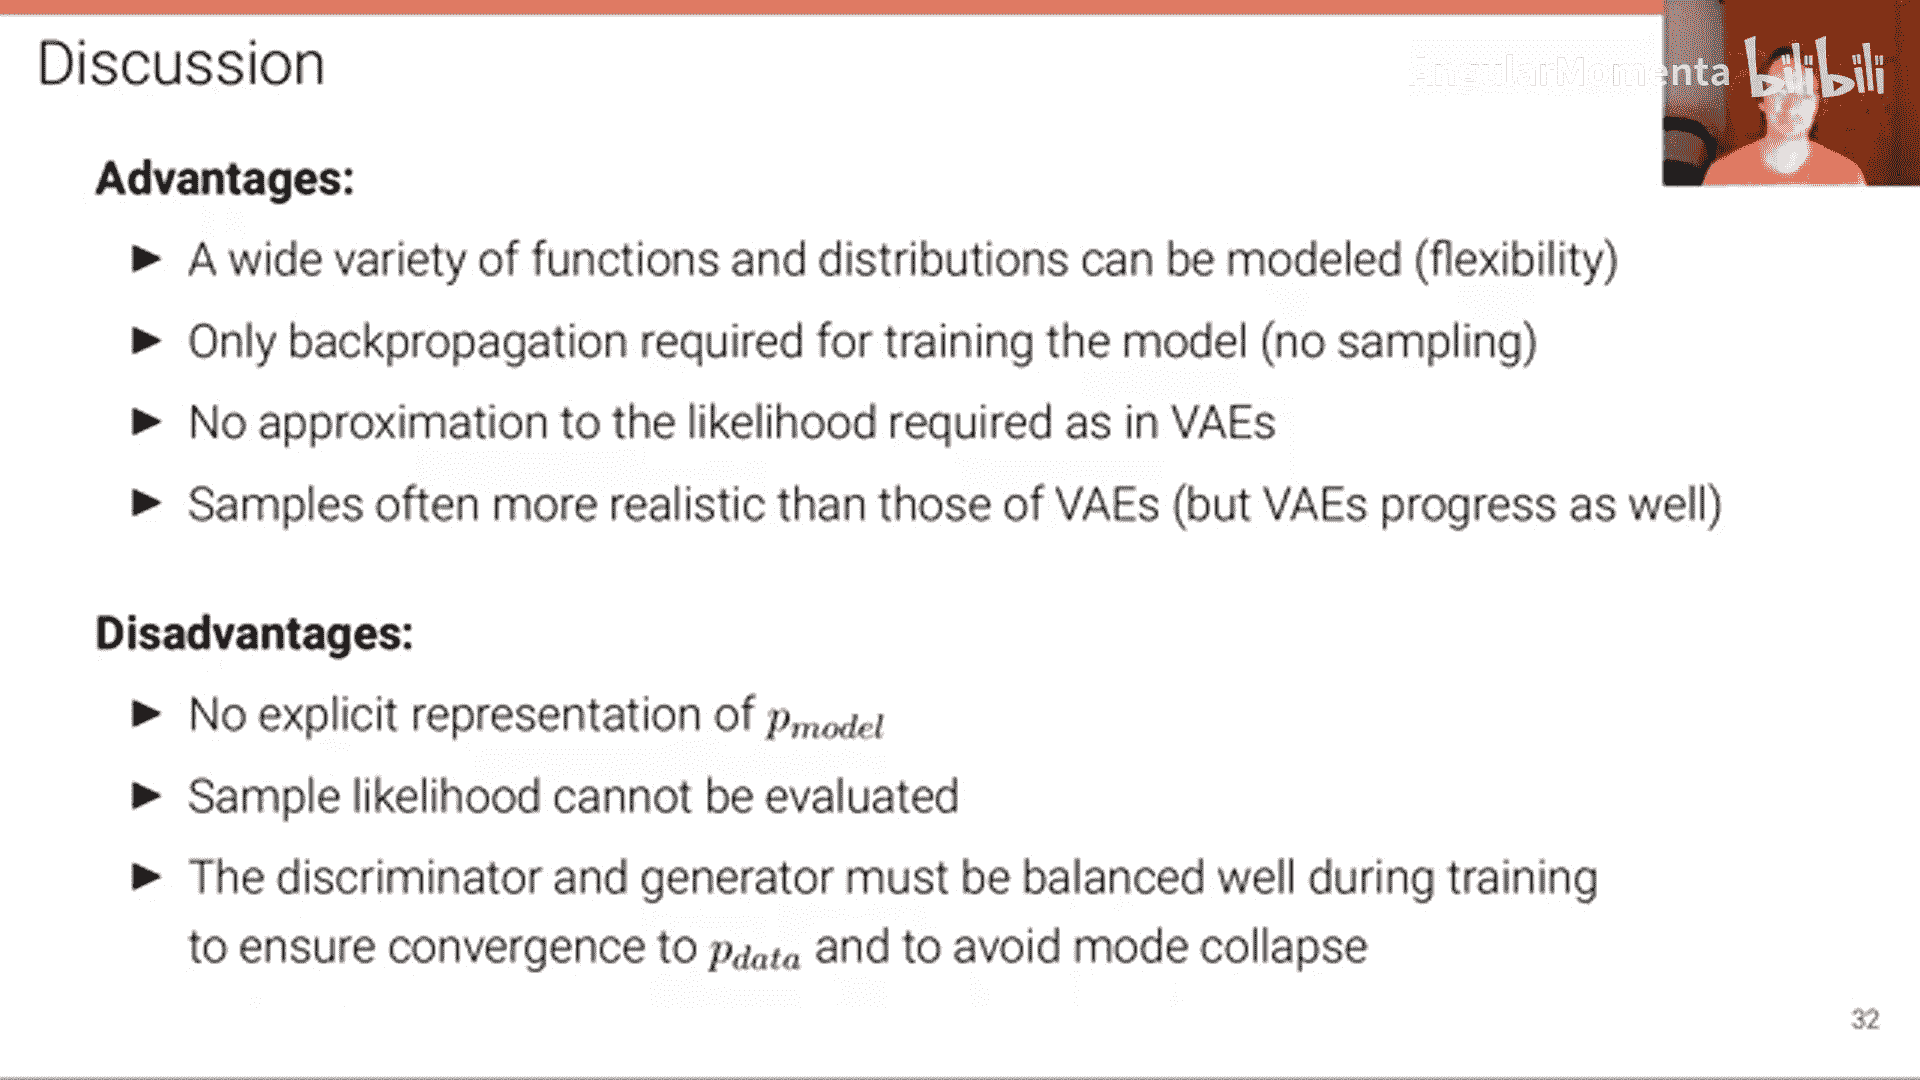 Discussion
AngularMomenta bilibili
Advantages:
► A wide variety of functions and distributions can be modeled (flexibility)
► Only backpropagation required for training the model (no sampling)
► No approximation to the likelihood required as in VAEs
► Samples often more realistic than those of VAEs (but VAEs progress as well)
Disadvantages:
► No explicit representation of p_model
► Sample likelihood cannot be evaluated
► The discriminator and generator must be balanced well during training
to ensure convergence to p_data and to avoid mode collapse
32